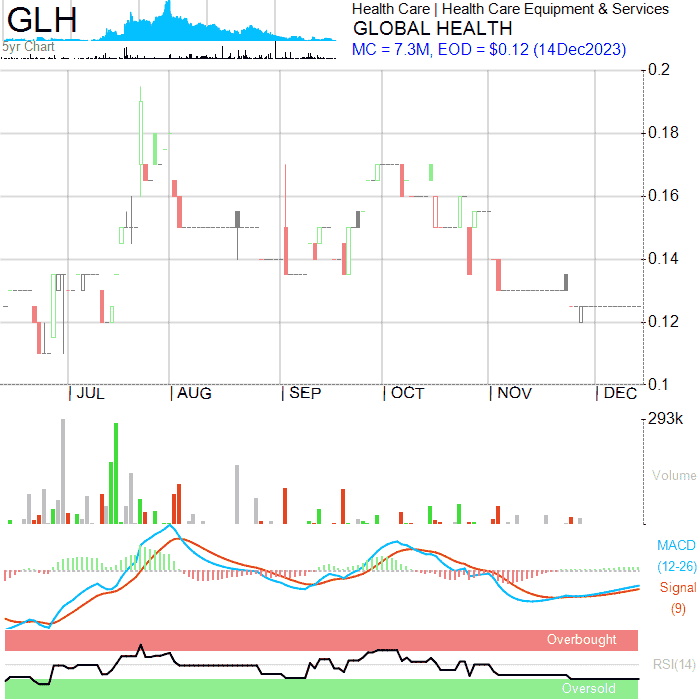 GLH
5yr Chart
Health Care | Health Care Equipment & Services
GLOBAL HEALTH
MC = 7.3M, EOD = $0.12 (14Dec2023)
0.2
0.18
0.16
0.14
0.12
0.1
JUL AUG SEP OCT NOV DEC
293k
Volume
MACD
(12-26)
Signal
(9)
Overbought
RSI(14)
Oversold